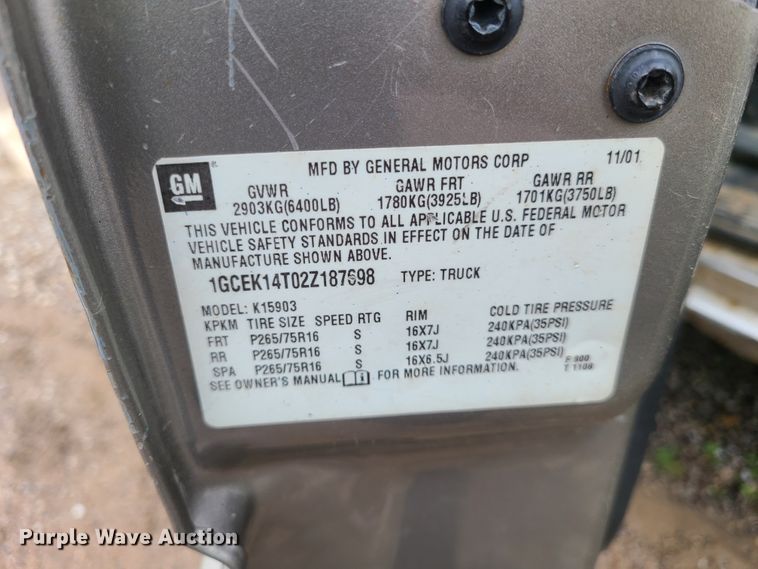 GM
MFD BY GENERAL MOTORS CORP 11/01
GVWR GAWR FRT GAWR RR
2903KG(6400LB) 1780KG(3925LB) 1701KG(3750LB)
THIS VEHICLE CONFORMS TO ALL APPLICABLE U.S. FEDERAL MOTOR
VEHICLE SAFETY STANDARDS IN EFFECT ON THE DATE OF
MANUFACTURE SHOWN ABOVE.
TYPE: TRUCK
MODEL: K15903
KPKM TIRE SIZE SPEED RTG RIM COLD TIRE PRESSURE
FRT P265/75R16 S 16X7J 240KPA(35PSI)
RR P265/75R16 S 16X7J 240KPA(35PSI)
SPA P265/75R16 S 16X6.5J 240KPA(35PSI)
SEE OWNER'S MANUAL FOR MORE INFORMATION.
Purple Wave Auction